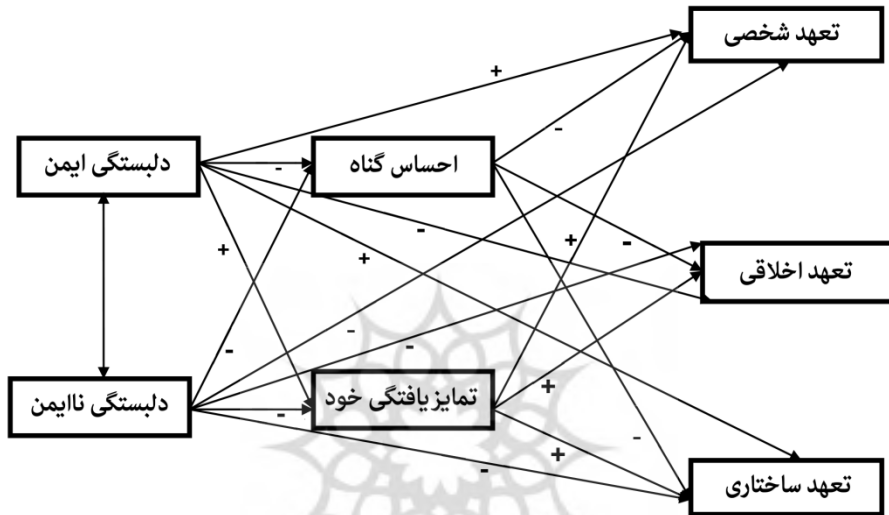 تعهد شخصی
+
-
دلبستگی ایمن
-
احساس گناه
+
+
-
+
-
تعهد اخلاقی
-
-
-
دلبستگی ناایمن
-
تمایز یافتگی خود
+
-
+
-
تعهد ساختاری